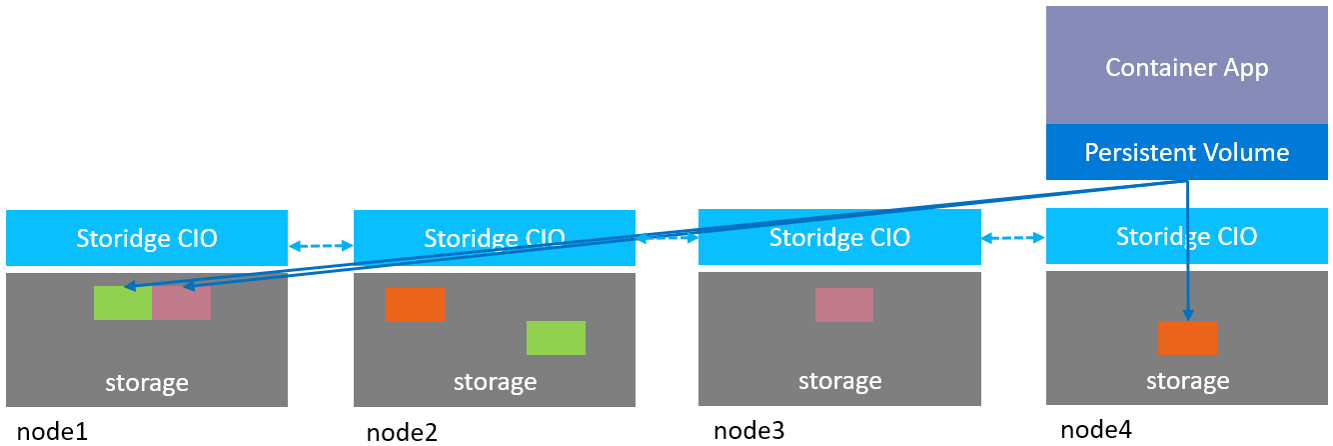 Container App
Persistent Volume
Storidge CIO
Storidge CIO
Storidge CIO
Storidge CIO
storage
storage
storage
storage
node1
node2
node3
node4